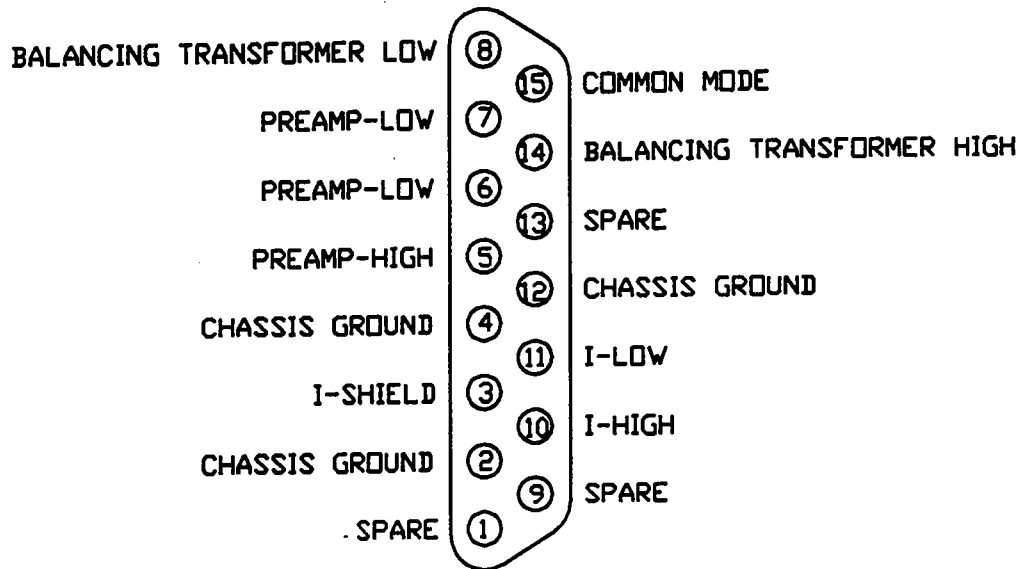 BALANCING TRANSFORMER LOW 8
15 COMMON MODE
PREAMP-LOW 7
14 BALANCING TRANSFORMER HIGH
PREAMP-LOW 6
13 SPARE
PREAMP-HIGH 5
12 CHASSIS GROUND
CHASSIS GROUND 4
11 I-LOW
I-SHIELD 3
10 I-HIGH
CHASSIS GROUND 2
9 SPARE
SPARE 1